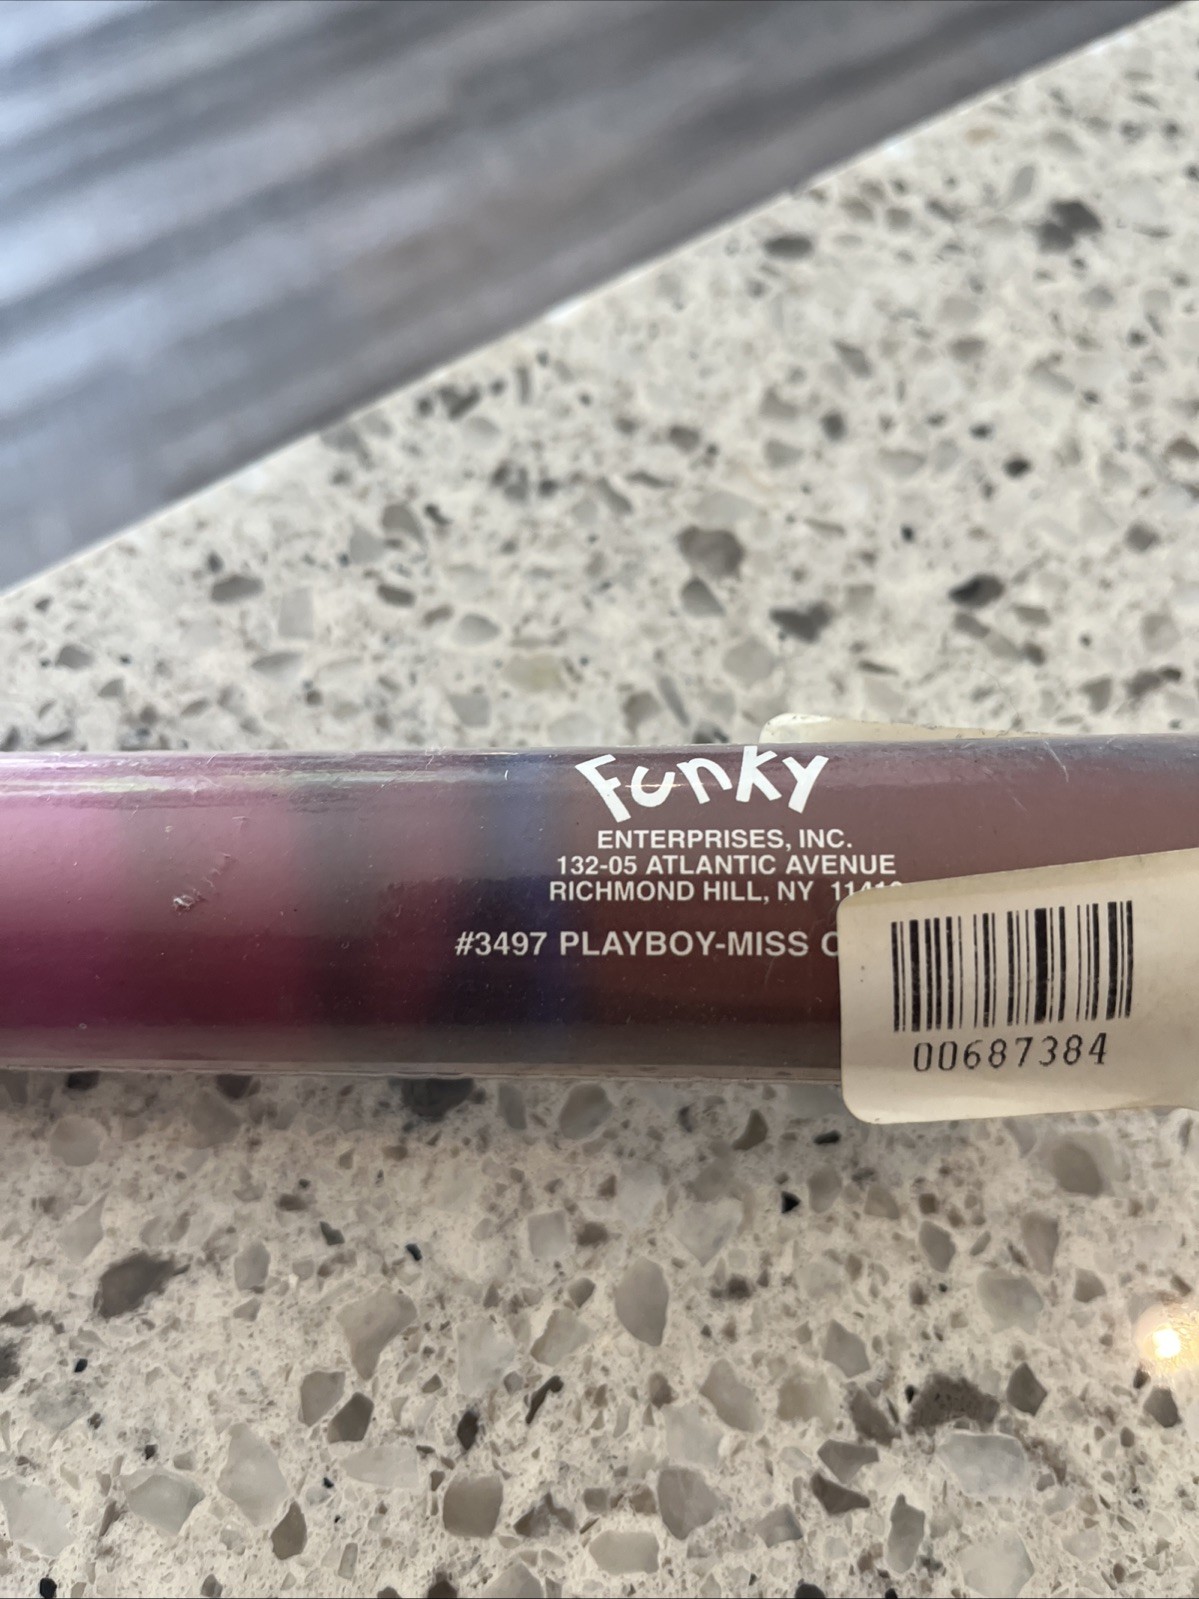 Funky
ENTERPRISES, INC.
132-05 ATLANTIC AVENUE
RICHMOND HILL, NY
#3497 PLAYBOY-MISS
00687384